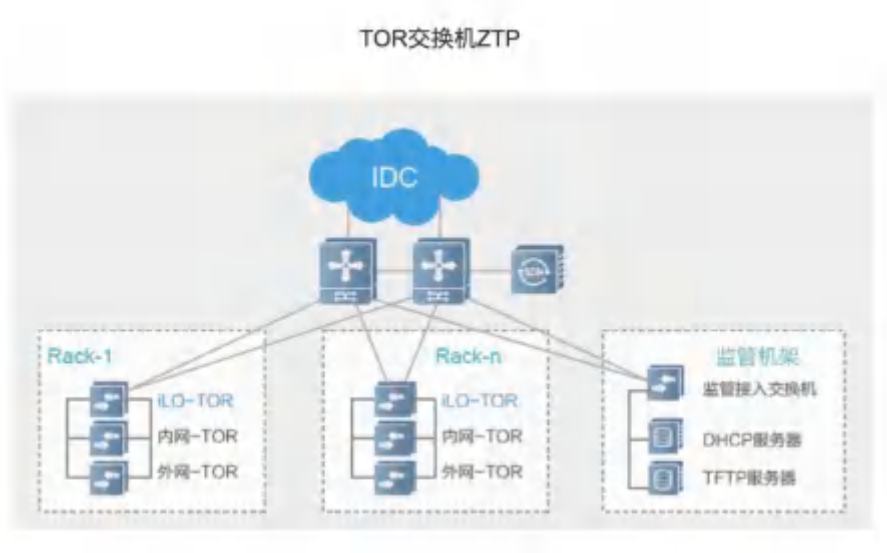 TOR交换机ZTP
IDC
SDN
Rack-1
iLO-TOR
内网-TOR
外网-TOR
Rack-n
iLO-TOR
内网-TOR
外网-TOR
监管机架
监管接入交换机
DHCP服务器
TFTP服务器